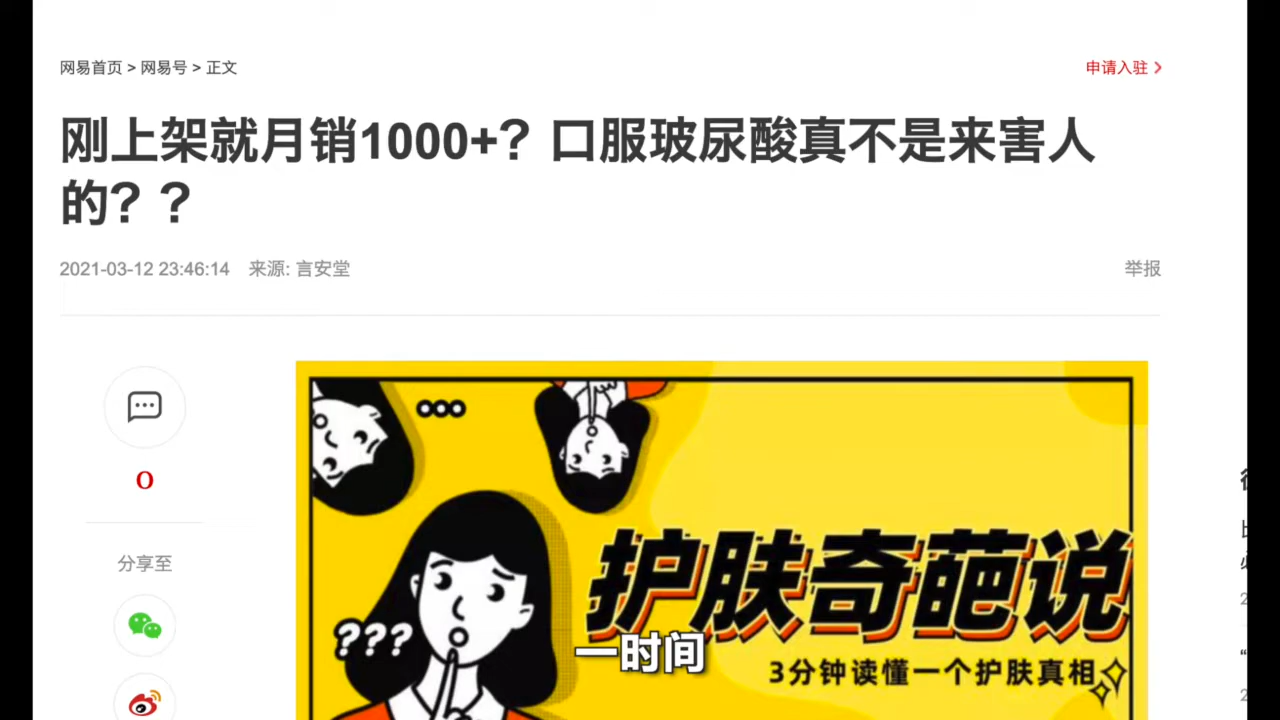 网易首页 > 网易号 > 正文
申请入驻 >
刚上架就月销1000+？口服玻尿酸真不是来害人
的？？
2021-03-12 23:46:14 来源: 言安堂
举报
0
分享至
护肤奇葩说
???
一时间
3分钟读懂一个护肤真相